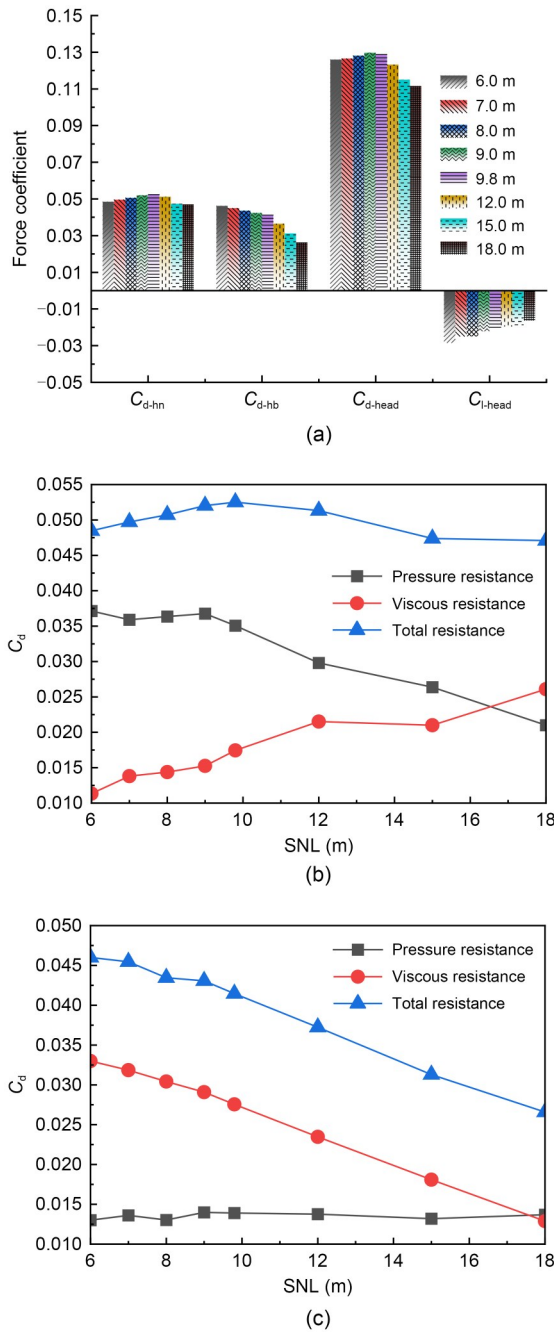 0.15
0.13
0.11
0.09
0.07
0.05
0.03
0.01
−0.01
−0.03
−0.05
Force coefficient
6.0 m
7.0 m
8.0 m
9.0 m
9.8 m
12.0 m
15.0 m
18.0 m
Cd-hn Cd-hb Cd-head Cl-head
(a)
0.055
0.050
0.045
0.040
0.035
0.030
0.025
0.020
0.015
0.010
Cd
Pressure resistance
Viscous resistance
Total resistance
6 8 10 12 14 16 18
SNL (m)
(b)
0.050
0.045
0.040
0.035
0.030
0.025
0.020
0.015
0.010
Cd
Pressure resistance
Viscous resistance
Total resistance
6 8 10 12 14 16 18
SNL (m)
(c)